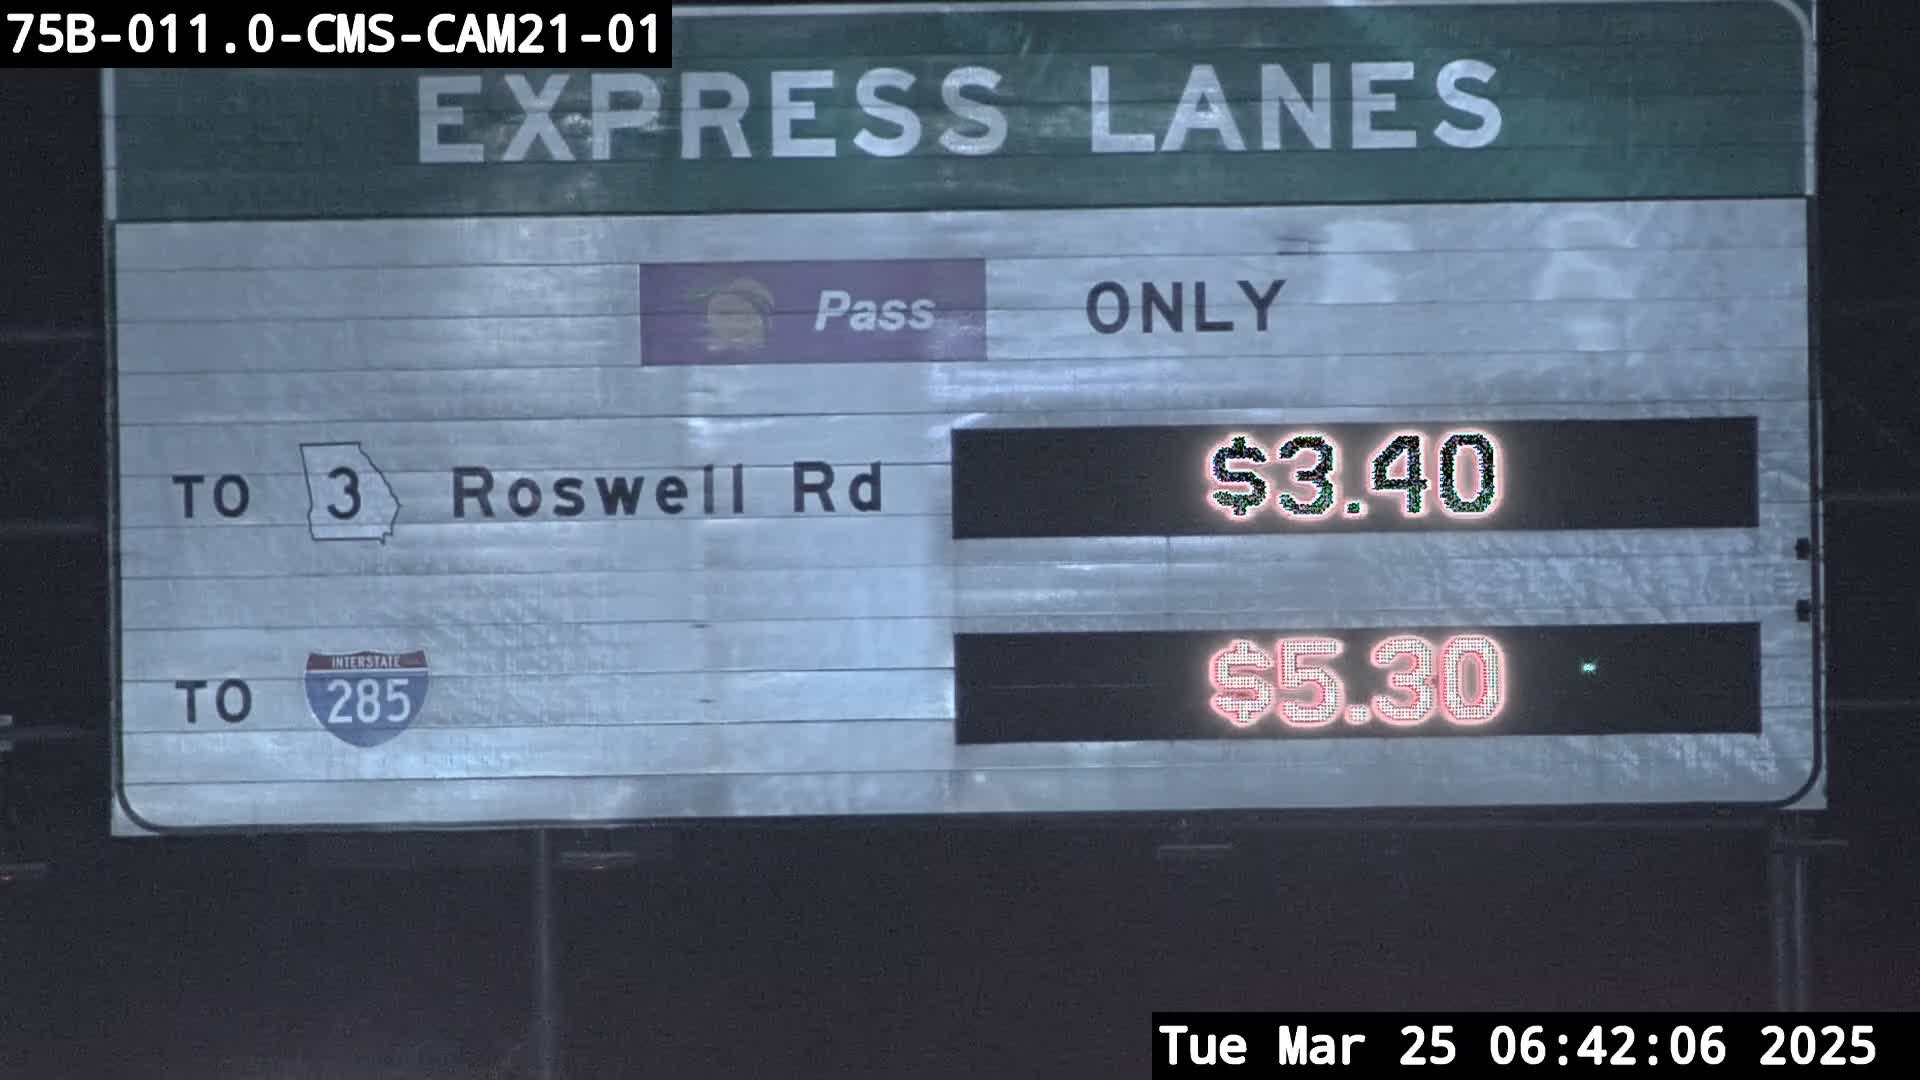 75B-011.0-CMS-CAM21-01
EXPRESS LANES
Pass ONLY
TO 3 Roswell Rd $3.40
TO INTERSTATE 285 $5.30
Tue Mar 25 06:42:06 2025